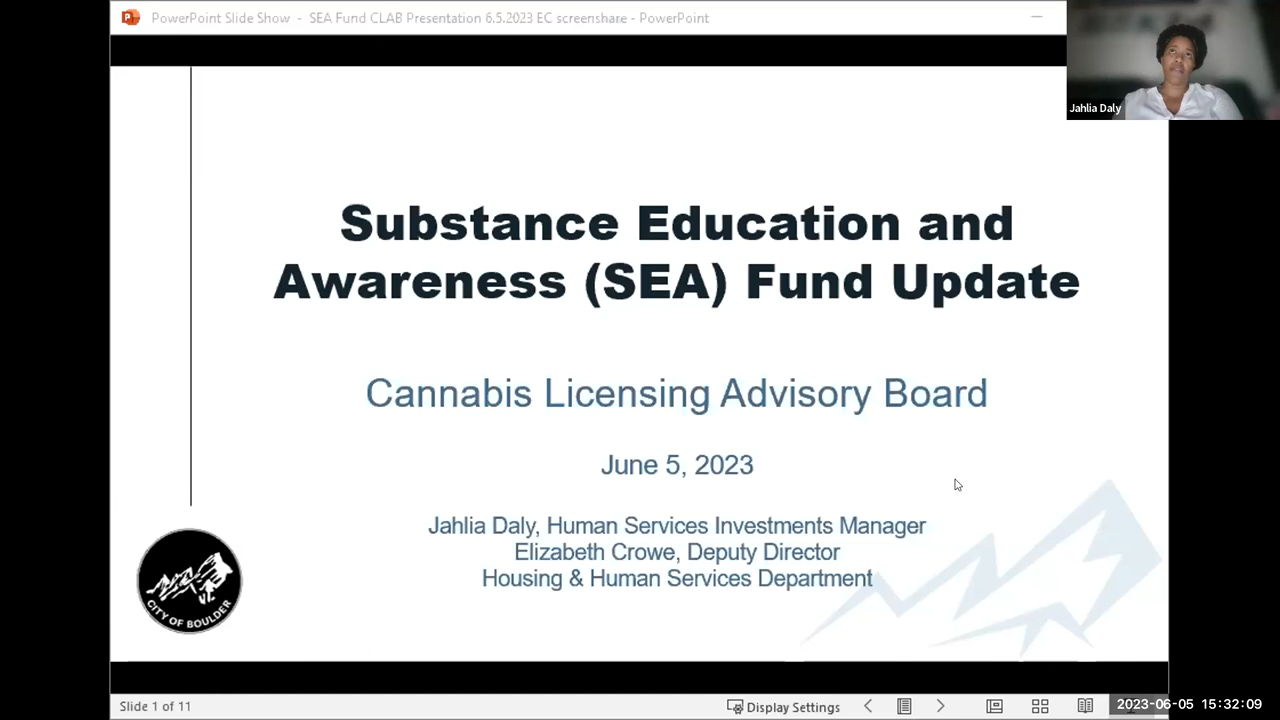 PowerPoint Slide Show - SEA Fund CLAB Presentation 6.5.2023 EC screenshare - PowerPoint
Jahlia Daly
Substance Education and
Awareness (SEA) Fund Update
Cannabis Licensing Advisory Board
June 5, 2023
Jahlia Daly, Human Services Investments Manager
Elizabeth Crowe, Deputy Director
Housing & Human Services Department
CITY OF BOULDER
Slide 1 of 11
Display Settings
2023-06-05 15:32:09